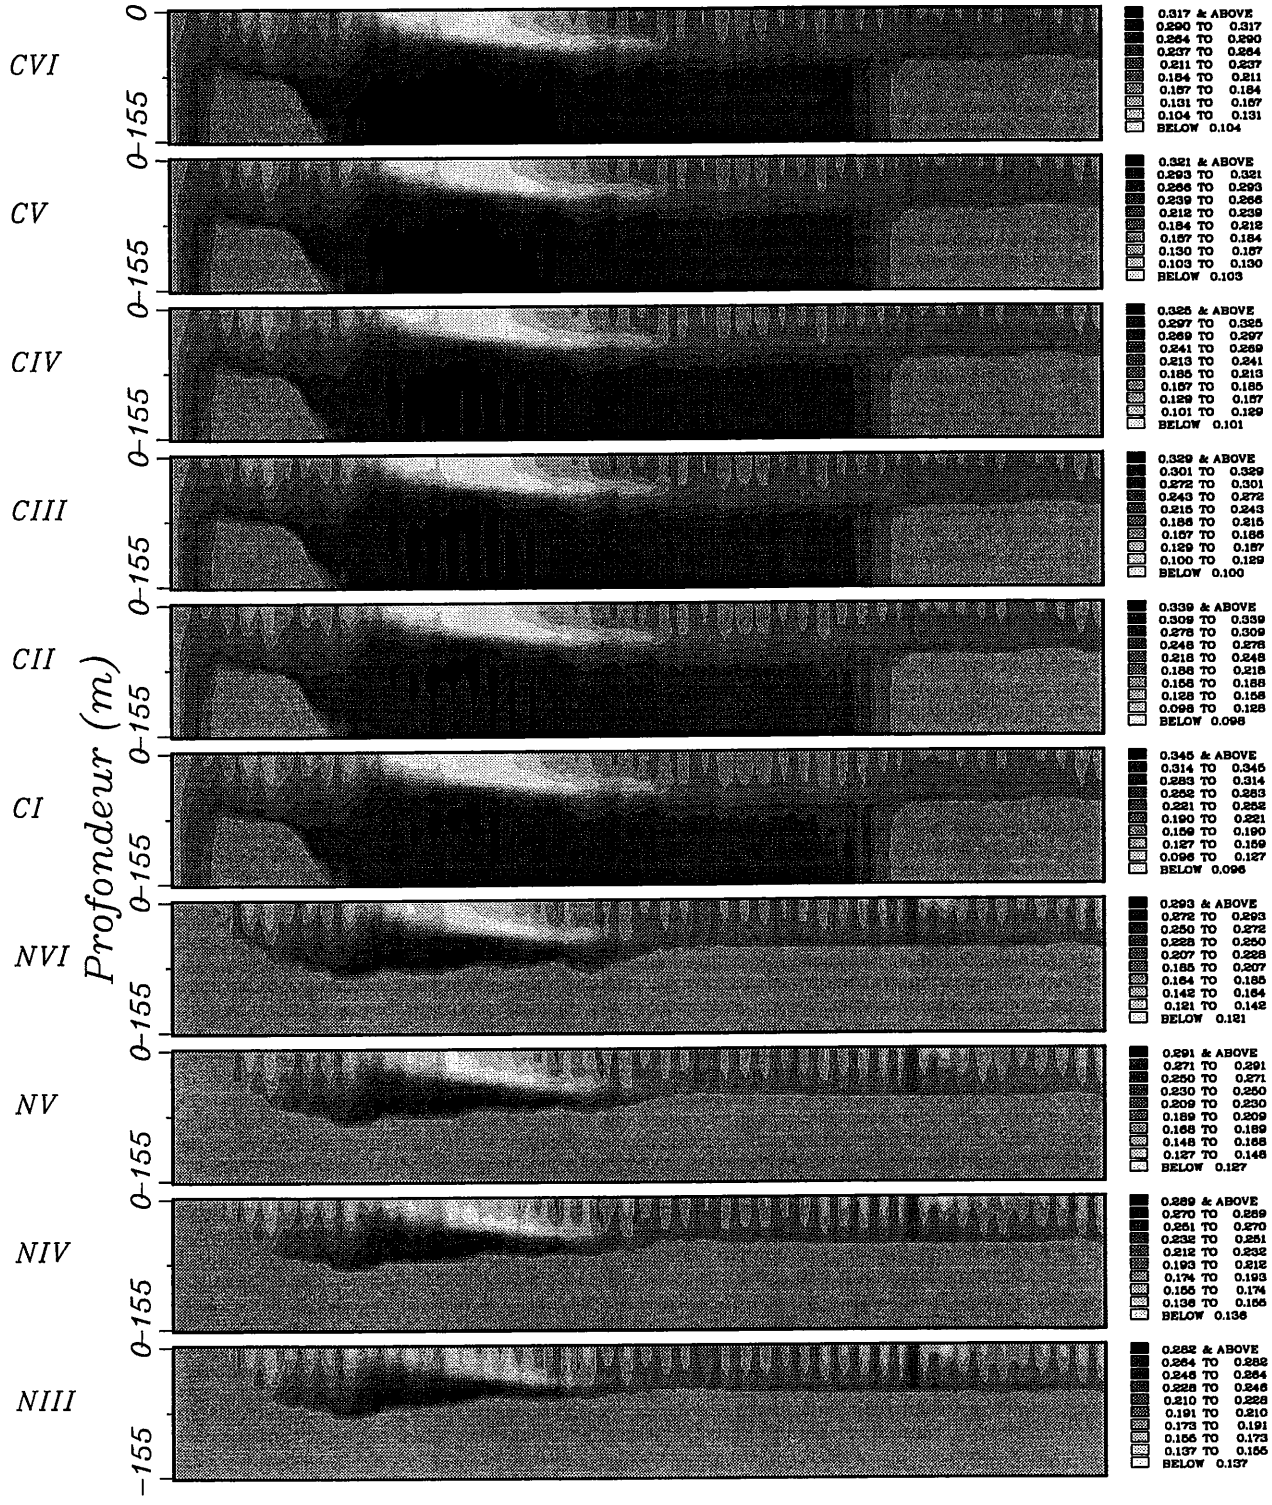 0
CVI
-155
0.317 & ABOVE
0.290 TO 0.317
0.264 TO 0.290
0.237 TO 0.264
0.211 TO 0.237
0.184 TO 0.211
0.157 TO 0.184
0.131 TO 0.157
0.104 TO 0.131
BELOW 0.104
0
CV
-155
0.321 & ABOVE
0.293 TO 0.321
0.266 TO 0.293
0.239 TO 0.266
0.212 TO 0.239
0.184 TO 0.212
0.157 TO 0.184
0.130 TO 0.157
0.103 TO 0.130
BELOW 0.103
0
CIV
-155
0.325 & ABOVE
0.297 TO 0.325
0.269 TO 0.297
0.241 TO 0.269
0.213 TO 0.241
0.185 TO 0.213
0.157 TO 0.185
0.129 TO 0.157
0.101 TO 0.129
BELOW 0.101
0
CIII
-155
0.329 & ABOVE
0.301 TO 0.329
0.272 TO 0.301
0.243 TO 0.272
0.215 TO 0.243
0.186 TO 0.215
0.157 TO 0.186
0.129 TO 0.157
0.100 TO 0.129
BELOW 0.100
0
CII
-155
0.339 & ABOVE
0.309 TO 0.339
0.278 TO 0.309
0.248 TO 0.278
0.218 TO 0.248
0.188 TO 0.218
0.158 TO 0.188
0.128 TO 0.158
0.098 TO 0.128
BELOW 0.098
Profondeur (m)
0
CI
-155
0.345 & ABOVE
0.314 TO 0.345
0.283 TO 0.314
0.252 TO 0.283
0.221 TO 0.252
0.190 TO 0.221
0.159 TO 0.190
0.127 TO 0.159
0.096 TO 0.127
BELOW 0.096
0
NVI
-155
0.293 & ABOVE
0.272 TO 0.293
0.250 TO 0.272
0.228 TO 0.250
0.207 TO 0.228
0.185 TO 0.207
0.164 TO 0.185
0.142 TO 0.164
0.121 TO 0.142
BELOW 0.121
0
NV
-155
0.291 & ABOVE
0.271 TO 0.291
0.250 TO 0.271
0.230 TO 0.250
0.209 TO 0.230
0.189 TO 0.209
0.168 TO 0.189
0.148 TO 0.168
0.127 TO 0.148
BELOW 0.127
0
NIV
-155
0.289 & ABOVE
0.270 TO 0.289
0.251 TO 0.270
0.232 TO 0.251
0.212 TO 0.232
0.193 TO 0.212
0.174 TO 0.193
0.155 TO 0.174
0.136 TO 0.155
BELOW 0.136
0
NIII
-155
0.282 & ABOVE
0.264 TO 0.282
0.246 TO 0.264
0.228 TO 0.246
0.210 TO 0.228
0.191 TO 0.210
0.173 TO 0.191
0.155 TO 0.173
0.137 TO 0.155
BELOW 0.137